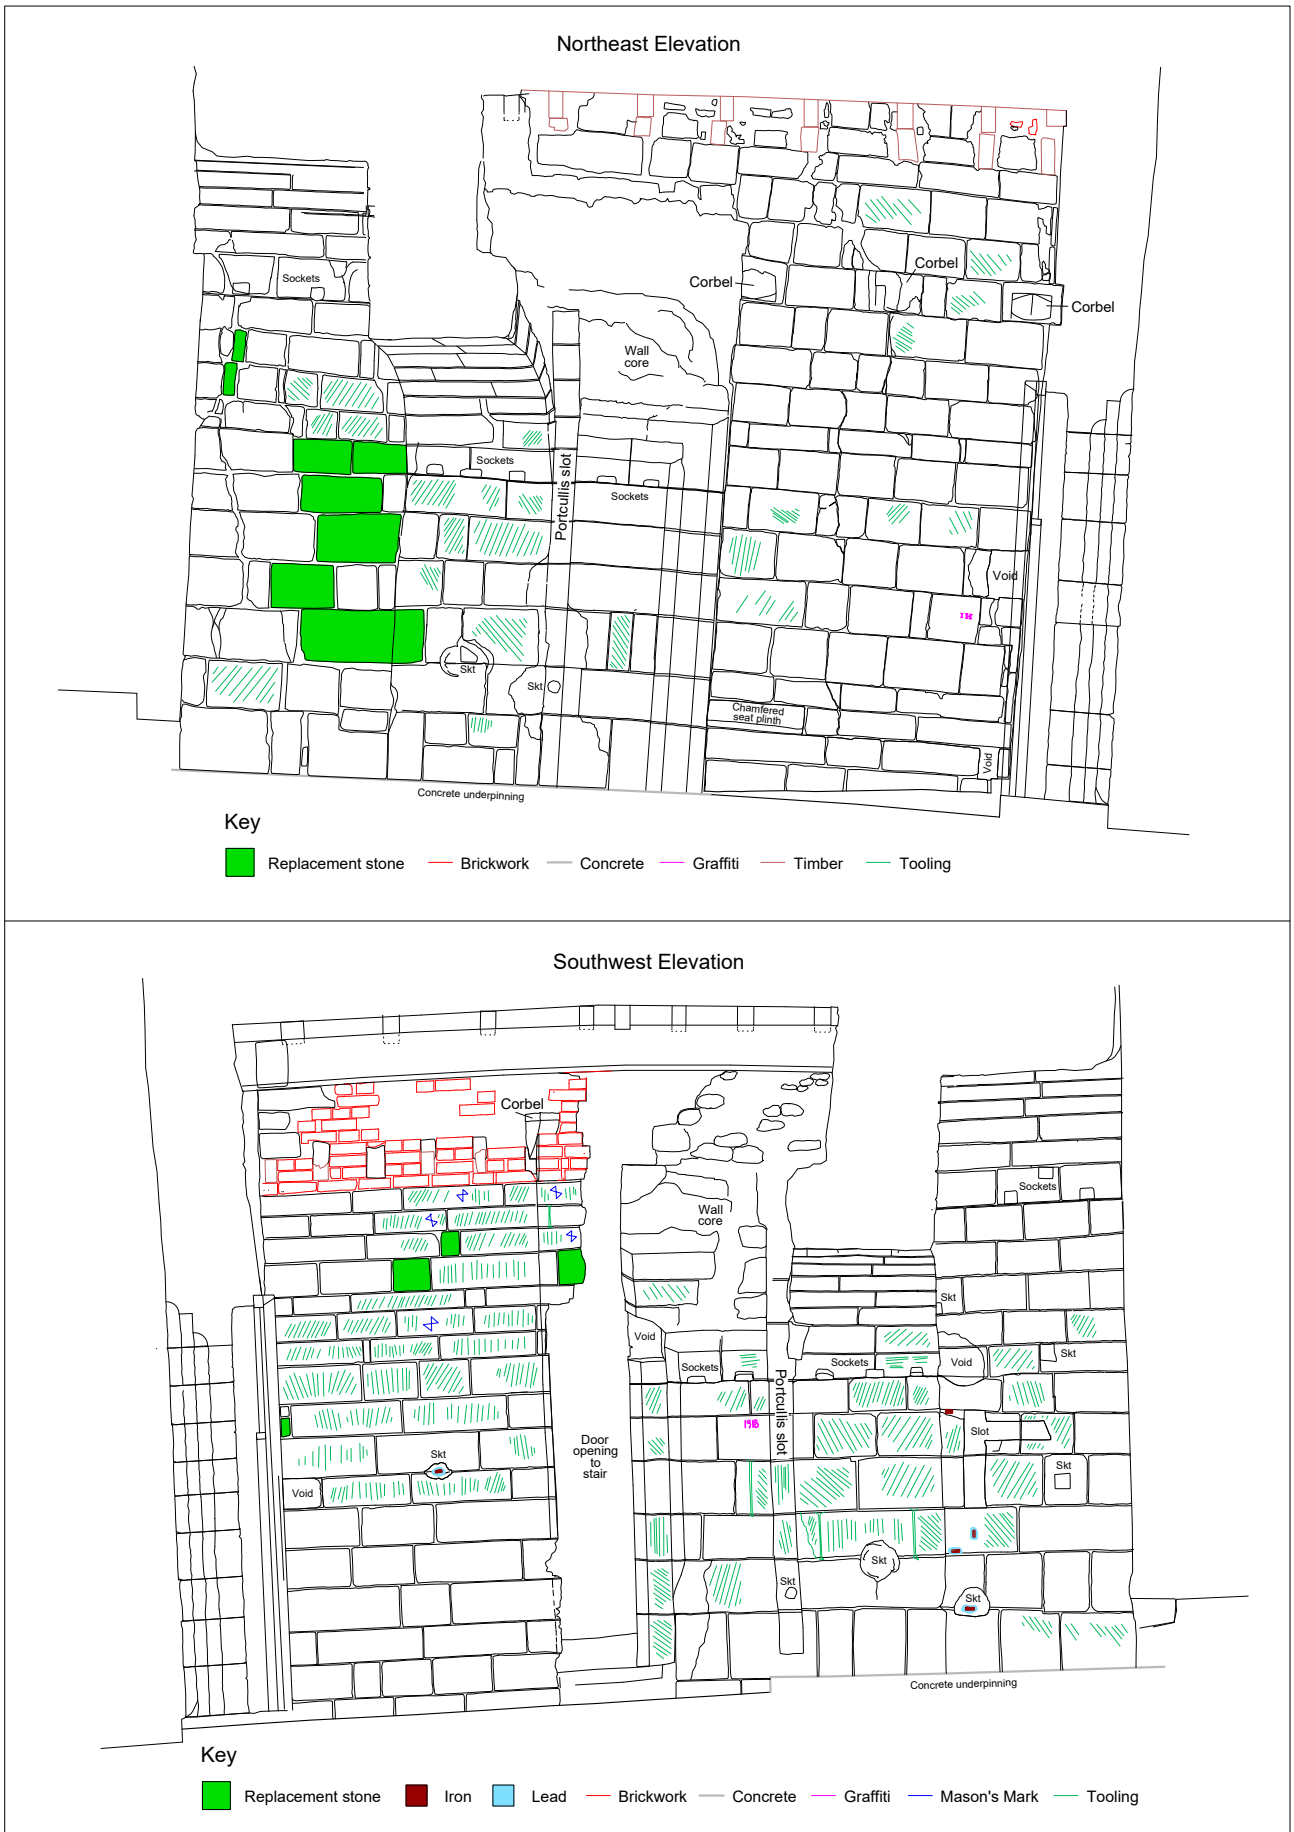 Northeast Elevation
Sockets
Corbel
Corbel
Corbel
Wall
core
Sockets
Portcullis slot
Sockets
Void
Skt
Skt
Chamfered
seat plinth
Void
Concrete underpinning
Key
Replacement stone
Brickwork
Concrete
Graffiti
Timber
Tooling
Southwest Elevation
Corbel
Sockets
Wall
core
Skt
Void
Sockets
Sockets
Void
Skt
Portcullis slot
1918
Slot
Door
opening
to
stair
Skt
Skt
Void
Skt
Skt
Skt
Concrete underpinning
Key
Replacement stone
Iron
Lead
Brickwork
Concrete
Graffiti
Mason's Mark
Tooling